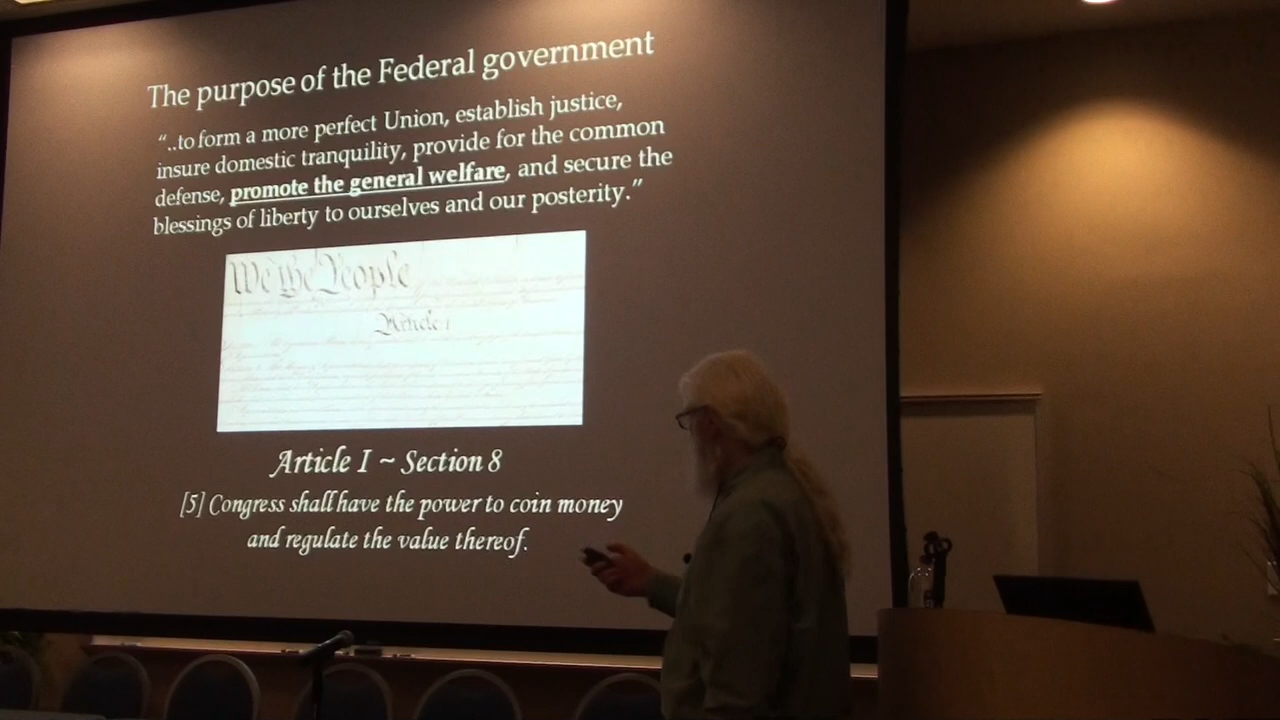 The purpose of the Federal government
“..to form a more perfect Union, establish justice,
insure domestic tranquility, provide for the common
defense, promote the general welfare, and secure the
blessings of liberty to ourselves and our posterity.”
We the People
Article 1
Article I ~ Section 8
[5] Congress shall have the power to coin money
and regulate the value thereof.